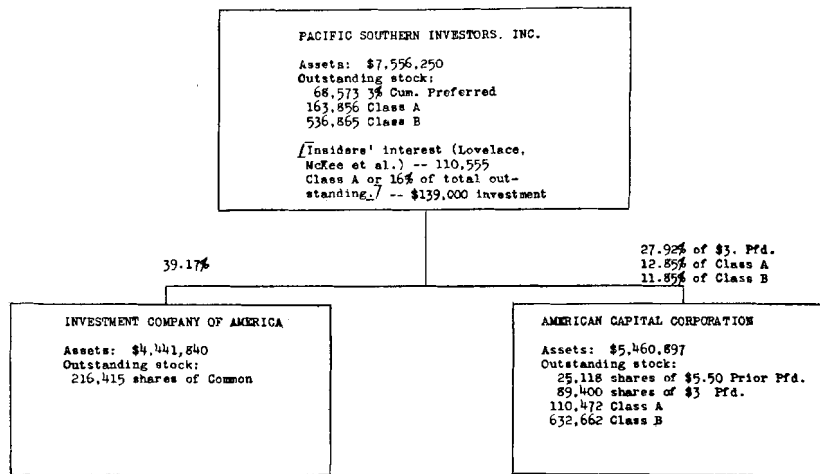 PACIFIC SOUTHERN INVESTORS. INC.
Assets: $7,556,250
Outstanding stock:
68,573 3% Cum. Preferred
163,856 Class A
536,865 Class B
[Insiders' interest (Lovelace,
McKee et al.) -- 110,555
Class A or 16% of total out-
standing.] -- $139,000 investment
39.17%
27.92% of $3. Pfd.
12.85% of Class A
11.85% of Class B
INVESTMENT COMPANY OF AMERICA
Assets: $4,441,840
Outstanding stock:
216,415 shares of Common
AMERICAN CAPITAL CORPORATION
Assets: $5,460,897
Outstanding stock:
25,118 shares of $5.50 Prior Pfd.
89,400 shares of $3 Pfd.
110,472 Class A
632,662 Class B